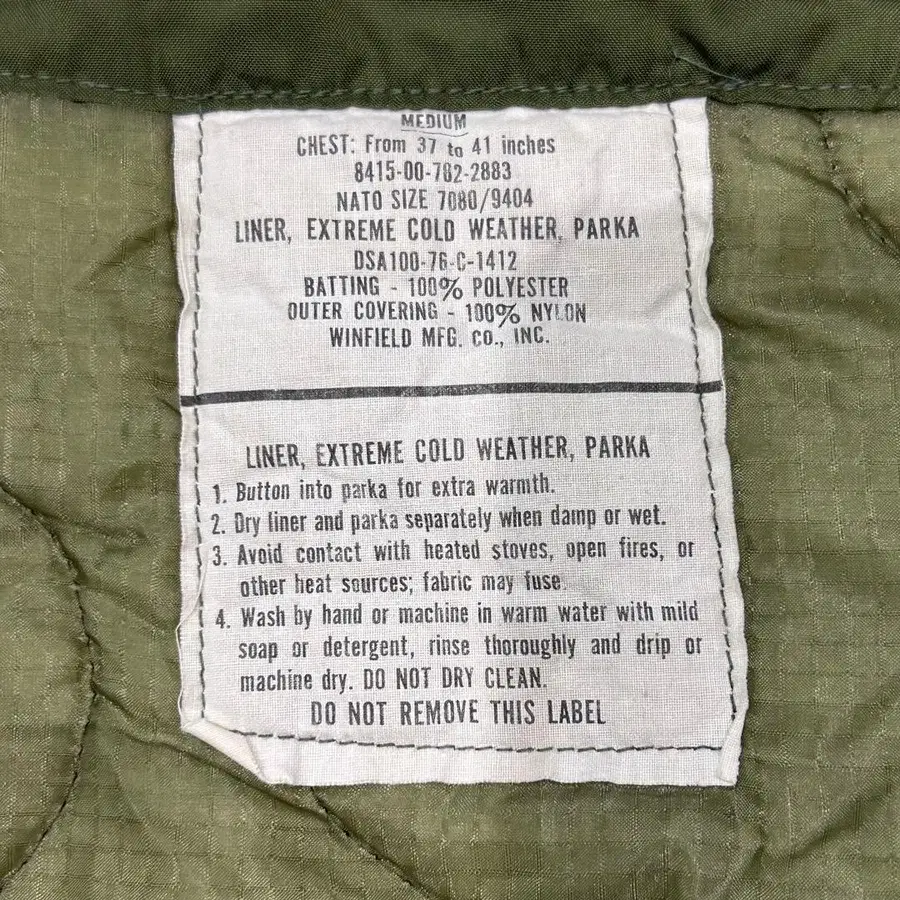 MEDIUM
CHEST: From 37 to 41 inches
8415-00-782-2883
NATO SIZE 7080/9404
LINER, EXTREME COLD WEATHER, PARKA
DSA100-76-C-1412
BATTING - 100% POLYESTER
OUTER COVERING - 100% NYLON
WINFIELD MFG. CO., INC.
LINER, EXTREME COLD WEATHER, PARKA
1. Button into parka for extra warmth.
2. Dry liner and parka separately when damp or wet.
3. Avoid contact with heated stoves, open fires, or
other heat sources; fabric may fuse.
4. Wash by hand or machine in warm water with mild
soap or detergent, rinse thoroughly and drip or
machine dry. DO NOT DRY CLEAN.
DO NOT REMOVE THIS LABEL